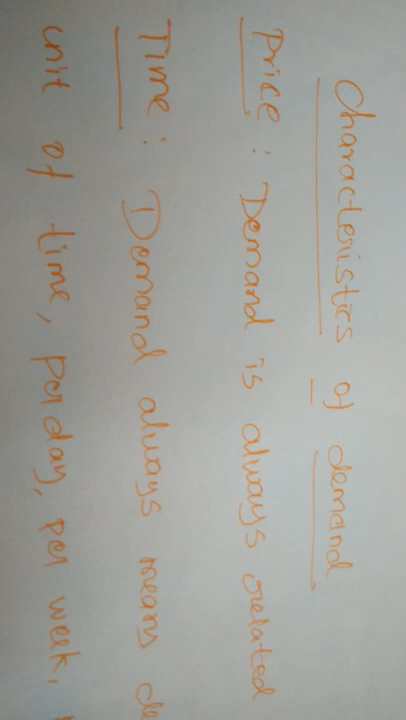 Characteristics of demand
Price : Demand is always related
Time : Demand always means de
unit of time, per day, per week,